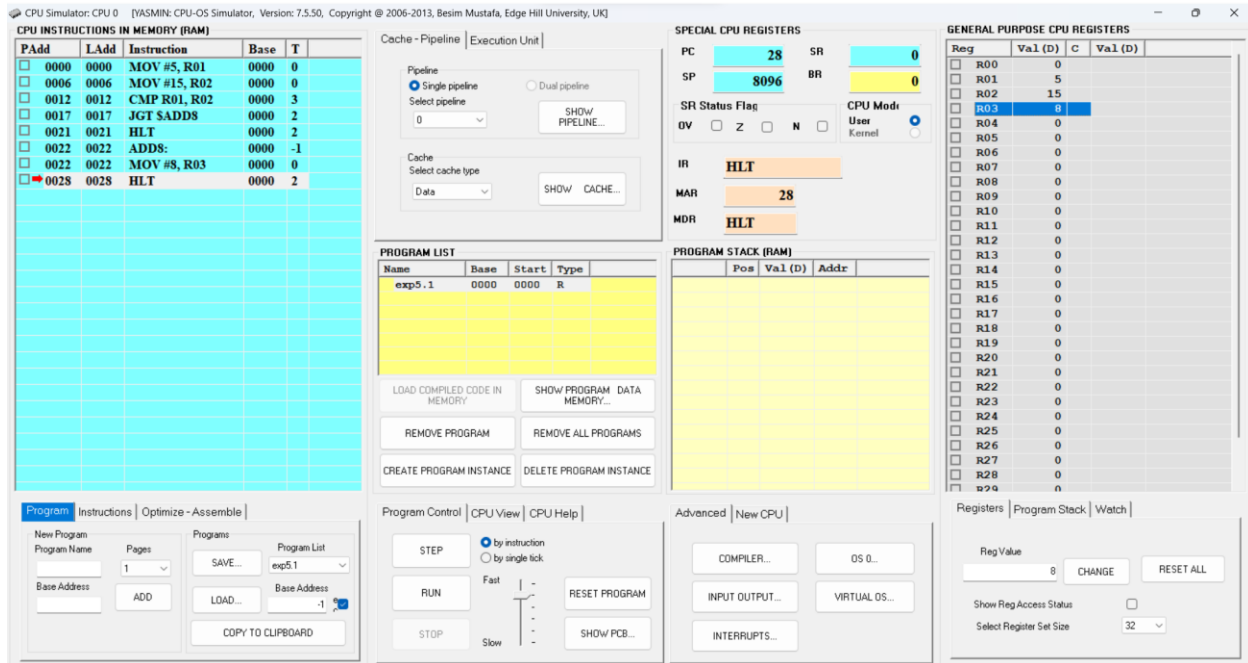 CPU Simulator: CPU 0 [YASMIN: CPU-OS Simulator, Version: 7.5.50, Copyright @ 2006-2013, Besim Mustafa, Edge Hill University, UK]
CPU INSTRUCTIONS IN MEMORY (RAM)
PAdd LAdd Instruction Base T
0000 0000 MOV #5, R01 0000 0
0006 0006 MOV #15, R02 0000 0
0012 0012 CMP R01, R02 0000 3
0017 0017 JGT $ADD8 0000 2
0021 0021 HLT 0000 2
0022 0022 ADD8: 0000 -1
0022 0022 MOV #8, R03 0000 0
0028 0028 HLT 0000 2
Program Instructions Optimize - Assemble
New Program
Program Name Pages
1
Base Address
ADD
Programs
Program List
SAVE... exp5.1
Base Address
LOAD... -1
COPY TO CLIPBOARD
Cache - Pipeline Execution Unit
Pipeline
Single pipeline Dual pipeline
Select pipeline
0
SHOW
PIPELINE...
Cache
Select cache type
Data
SHOW CACHE...
PROGRAM LIST
Name Base Start Type
exp5.1 0000 0000 R
LOAD COMPILED CODE IN
MEMORY
SHOW PROGRAM DATA
MEMORY...
REMOVE PROGRAM REMOVE ALL PROGRAMS
CREATE PROGRAM INSTANCE DELETE PROGRAM INSTANCE
Program Control CPU View CPU Help
STEP
by instruction
by single tick
RUN
Fast
RESET PROGRAM
STOP
Slow
SHOW PCB...
SPECIAL CPU REGISTERS
PC 28 SR 0
SP 8096 BR 0
SR Status Flag
OV Z N
CPU Mode
User
Kernel
IR HLT
MAR 28
MDR HLT
PROGRAM STACK (RAM)
Pos Val(D) Addr
Advanced New CPU
COMPILER... OS 0...
INPUT OUTPUT... VIRTUAL OS...
INTERRUPTS...
GENERAL PURPOSE CPU REGISTERS
Reg Val(D) C Val(D)
R00 0
R01 5
R02 15
R03 8
R04 0
R05 0
R06 0
R07 0
R08 0
R09 0
R10 0
R11 0
R12 0
R13 0
R14 0
R15 0
R16 0
R17 0
R18 0
R19 0
R20 0
R21 0
R22 0
R23 0
R24 0
R25 0
R26 0
R27 0
R28 0
R29 0
Registers Program Stack Watch
Reg Value
8 CHANGE RESET ALL
Show Reg Access Status
Select Register Set Size 32